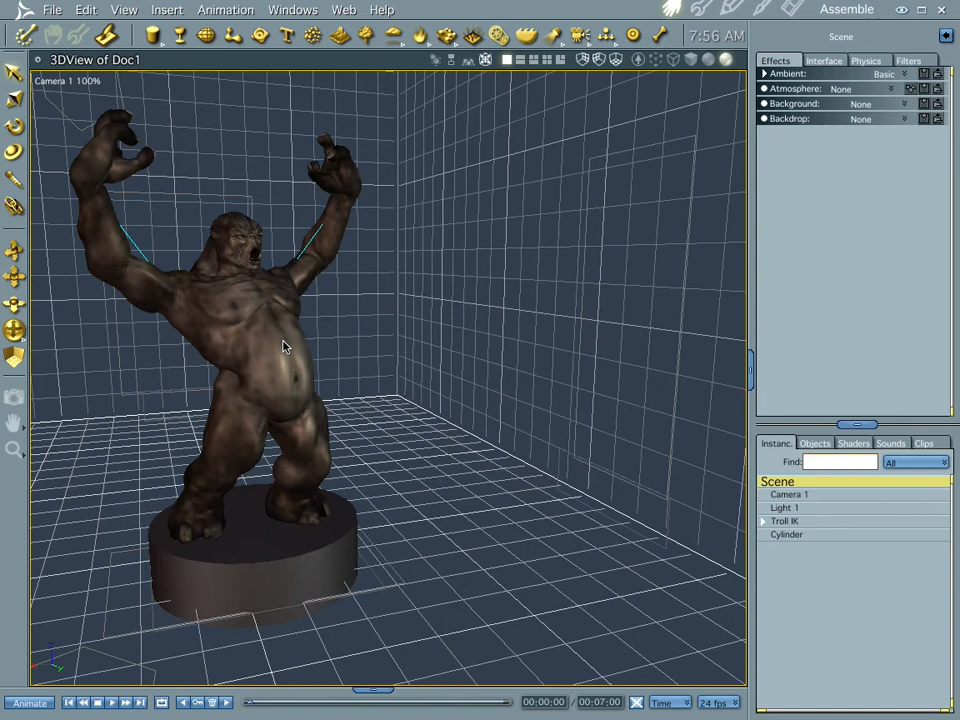 File Edit View Insert Animation Windows Web Help
Assemble
7:56 AM
3DView of Doc1
Camera 1 100%
Scene
Effects Interface Physics Filters
Ambient: Basic
Atmosphere: None
Background: None
Backdrop: None
Instanc. Objects Shaders Sounds Clips
Find: All
Scene
Camera 1
Light 1
Troll IK
Cylinder
Animate 00:00:00 / 00:07:00 Time 24 fps